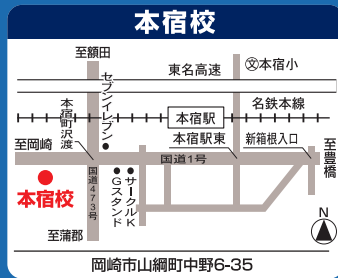 本宿校
至額田
セブンイレブン
東名高速
文本宿小
本宿町沢渡
本宿駅
名鉄本線
至岡崎
本宿駅東
新箱根入口
至豊橋
国道1号
本宿校
国道473号
Gスタンド
サークルK
至蒲郡
N
岡崎市山綱町中野6-35